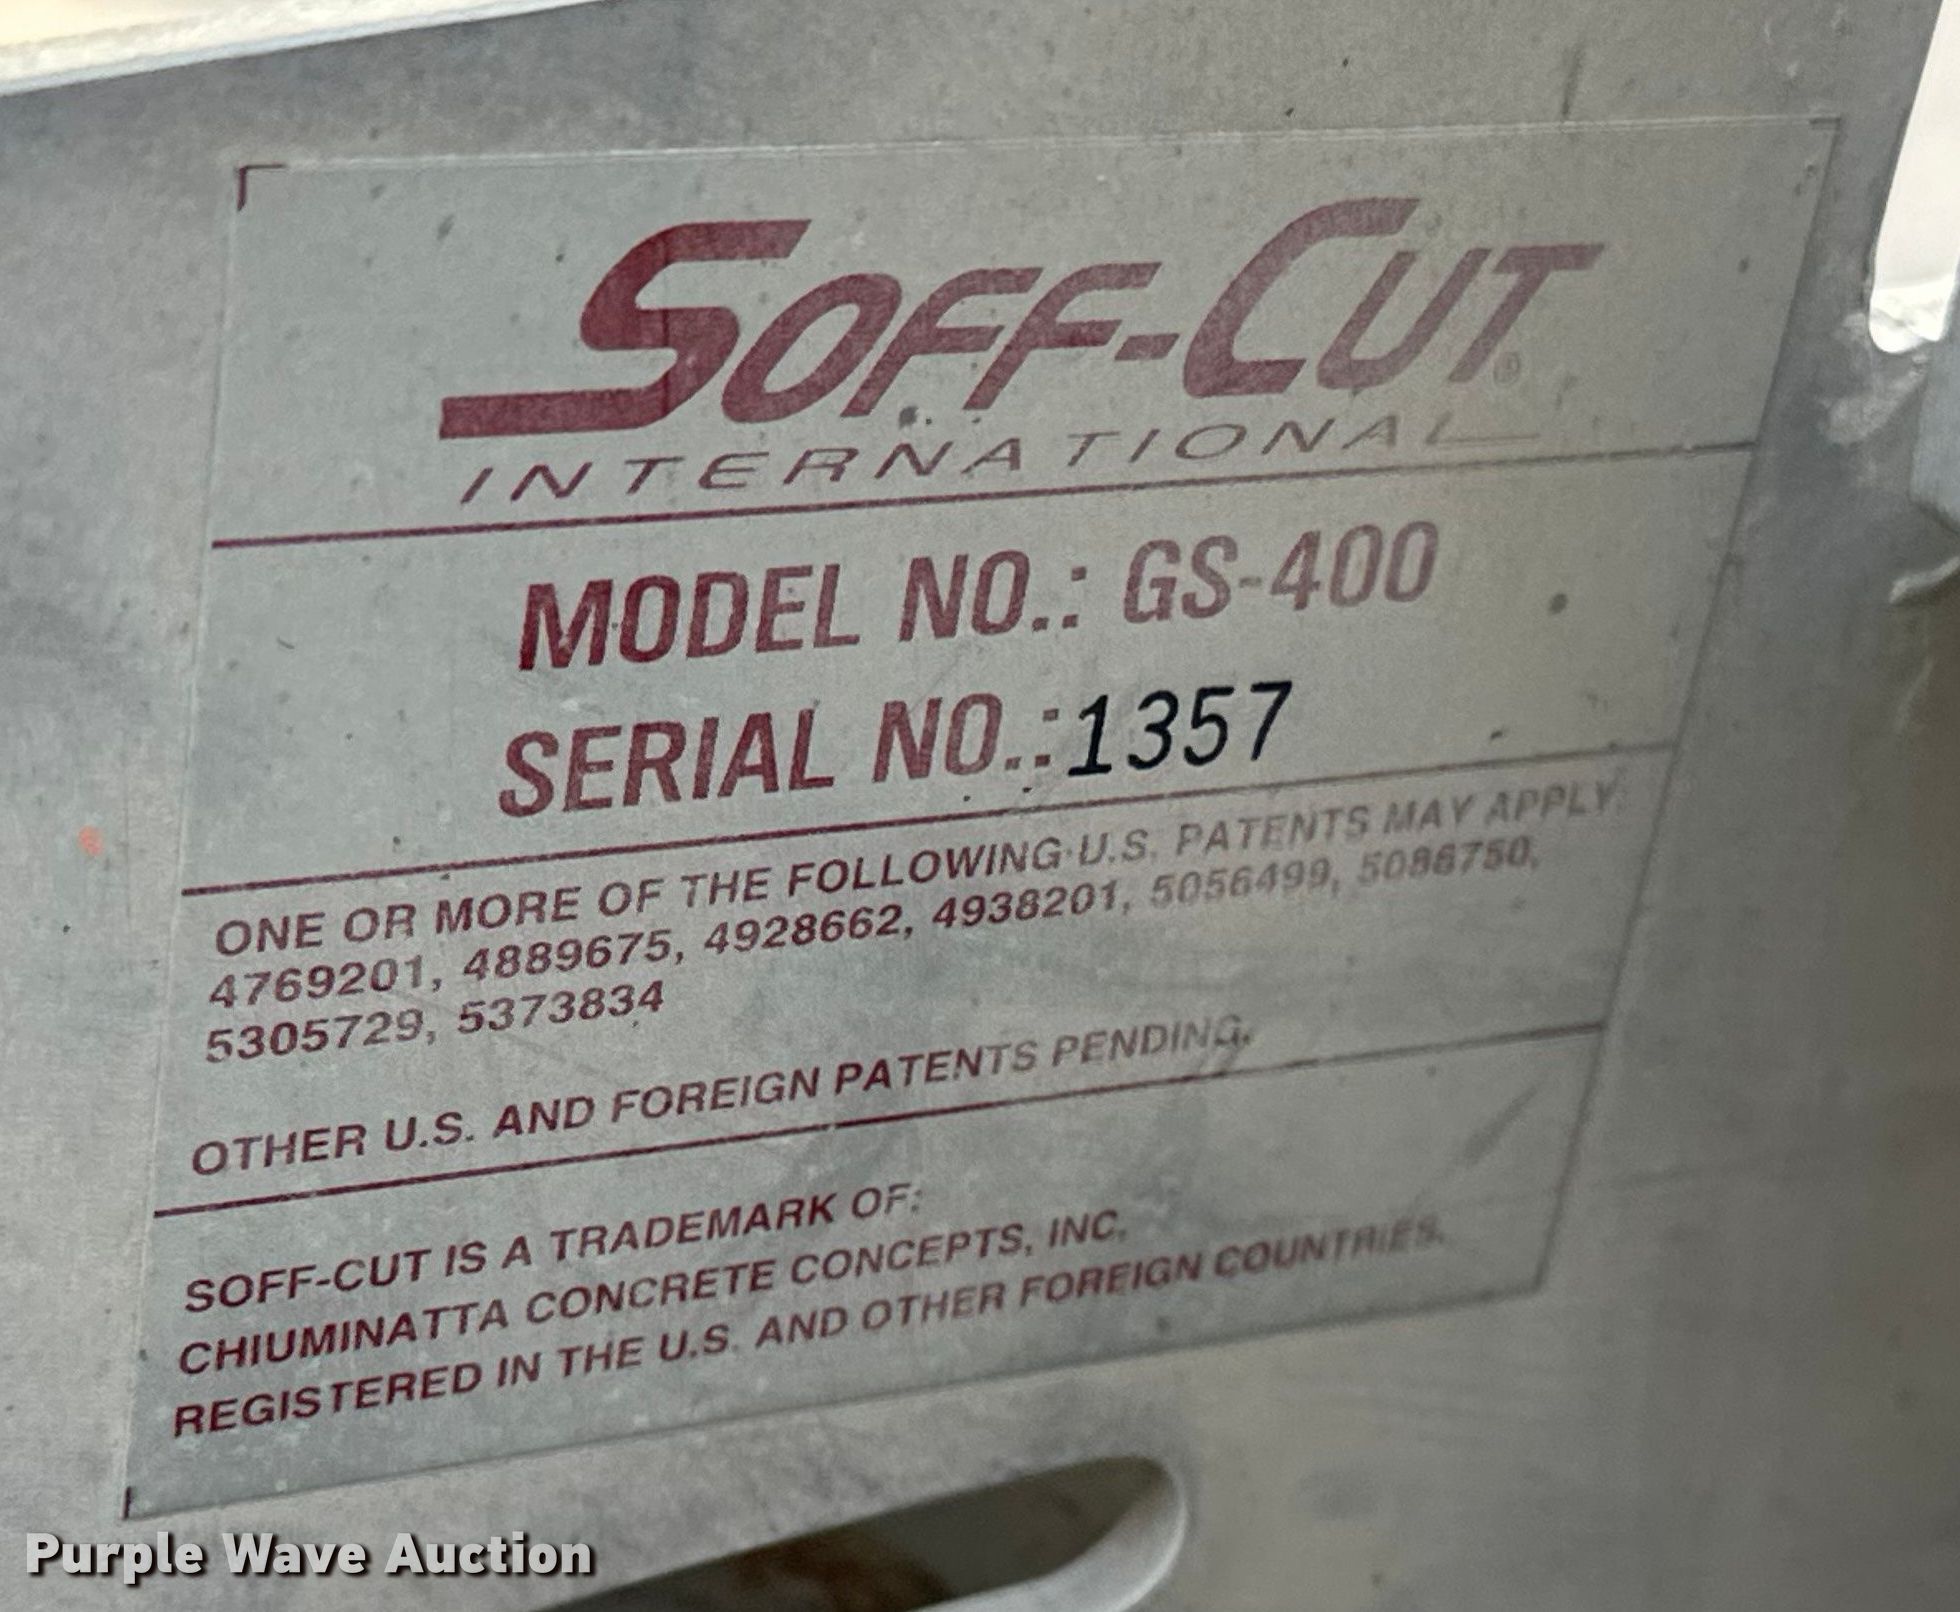 SOFF-CUT®
INTERNATIONAL
MODEL NO.: GS-400
SERIAL NO.:1357
ONE OR MORE OF THE FOLLOWING U.S. PATENTS MAY APPLY:
4769201, 4889675, 4928662, 4938201, 5056499, 5086750,
5305729, 5373834
OTHER U.S. AND FOREIGN PATENTS PENDING.
SOFF-CUT IS A TRADEMARK OF:
CHIUMINATTA CONCRETE CONCEPTS, INC.
REGISTERED IN THE U.S. AND OTHER FOREIGN COUNTRIES.
Purple Wave Auction